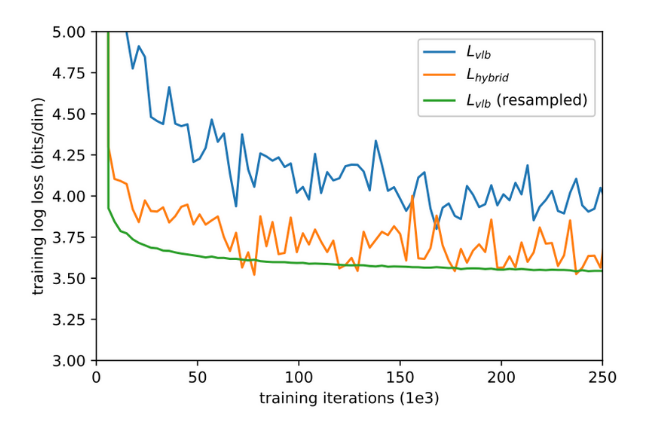 5.00
4.75
4.50
4.25
4.00
3.75
3.50
3.25
3.00
training log loss (bits/dim)
L_vlb
L_hybrid
L_vlb (resampled)
0 50 100 150 200 250
training iterations (1e3)